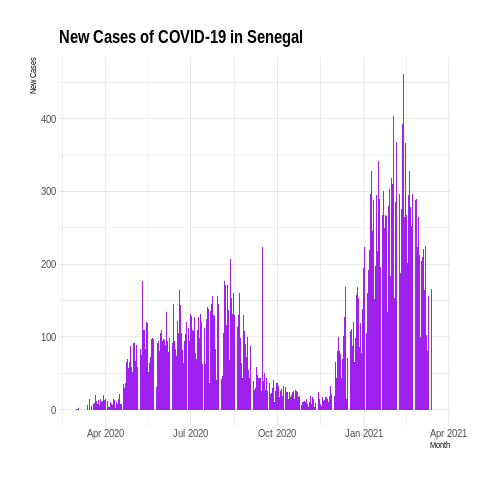 New Cases of COVID-19 in Senegal
New Cases
400
300
200
100
0
Apr 2020 Jul 2020 Oct 2020 Jan 2021 Apr 2021
Month